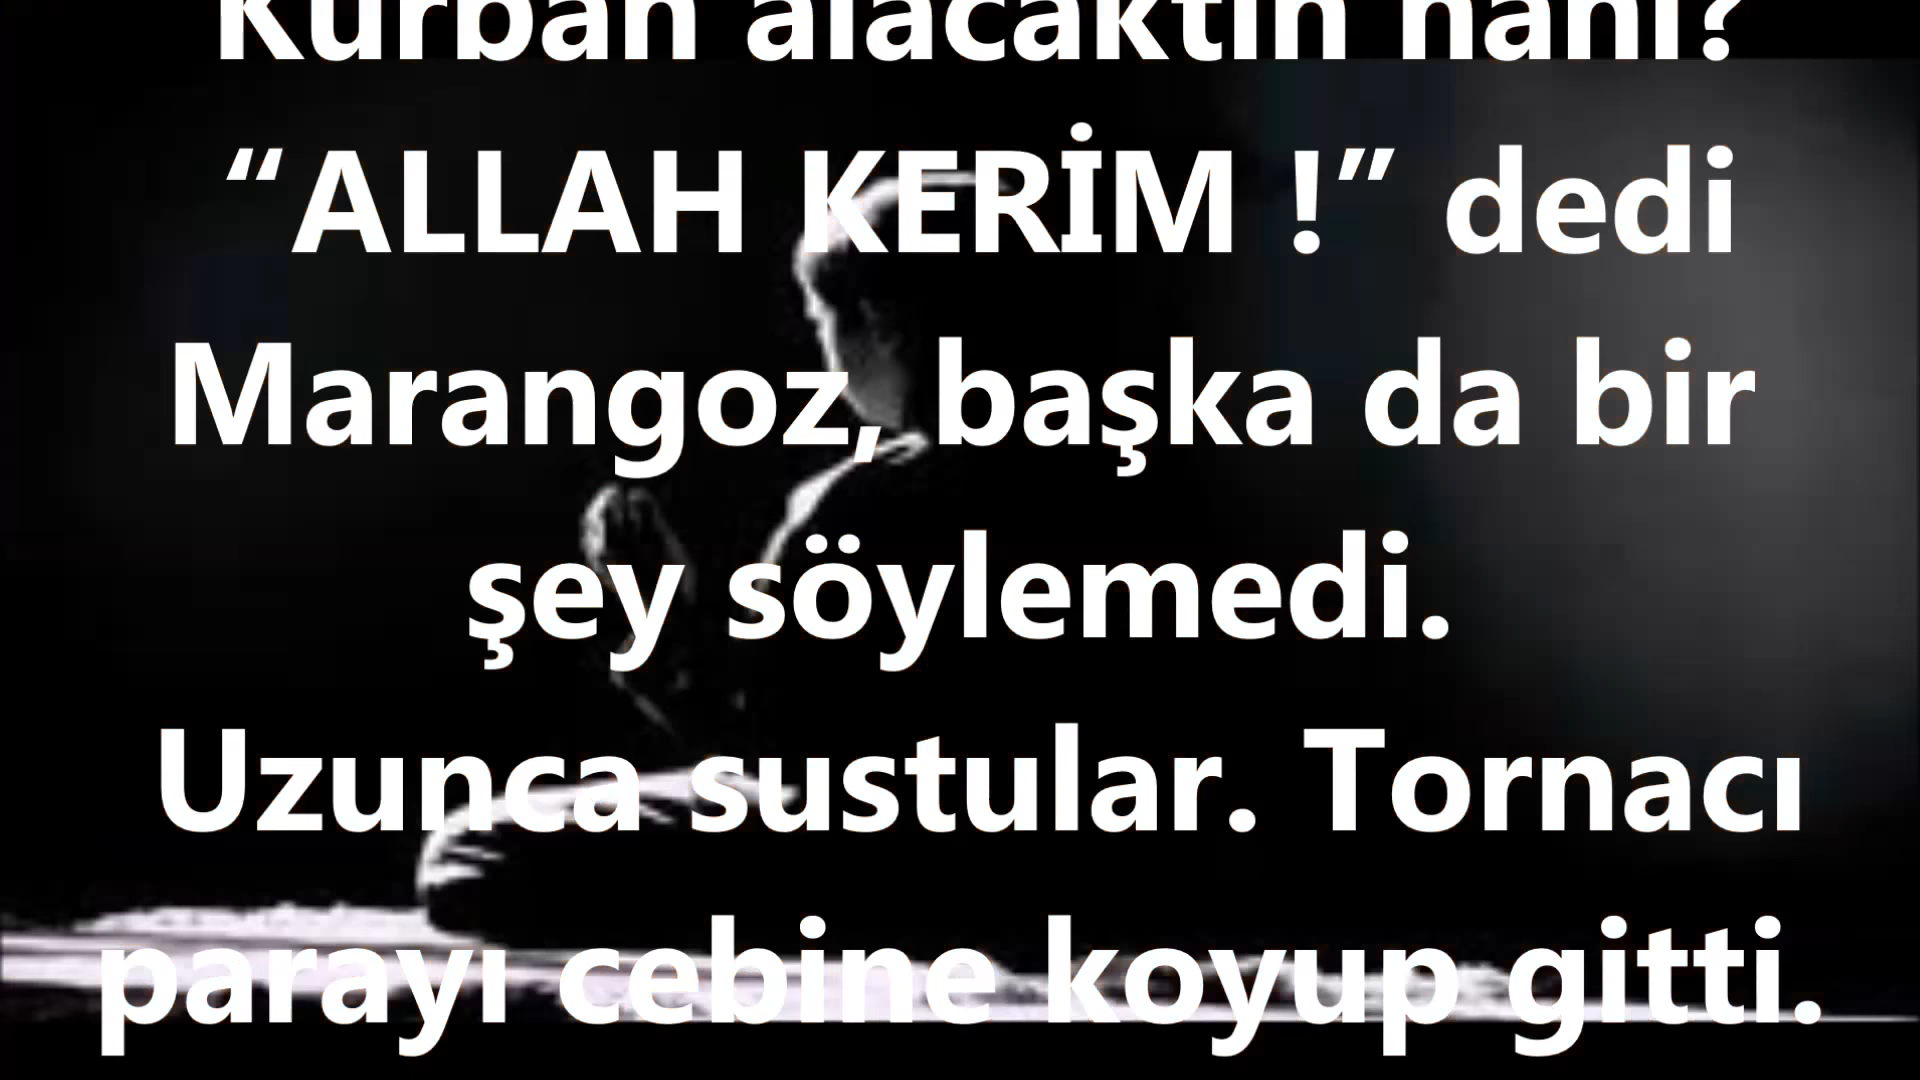 Kurban alacaktın hani?
“ALLAH KERİM !” dedi
Marangoz, başka da bir
şey söylemedi.
Uzunca sustular. Tornacı
parayı cebine koyup gitti.